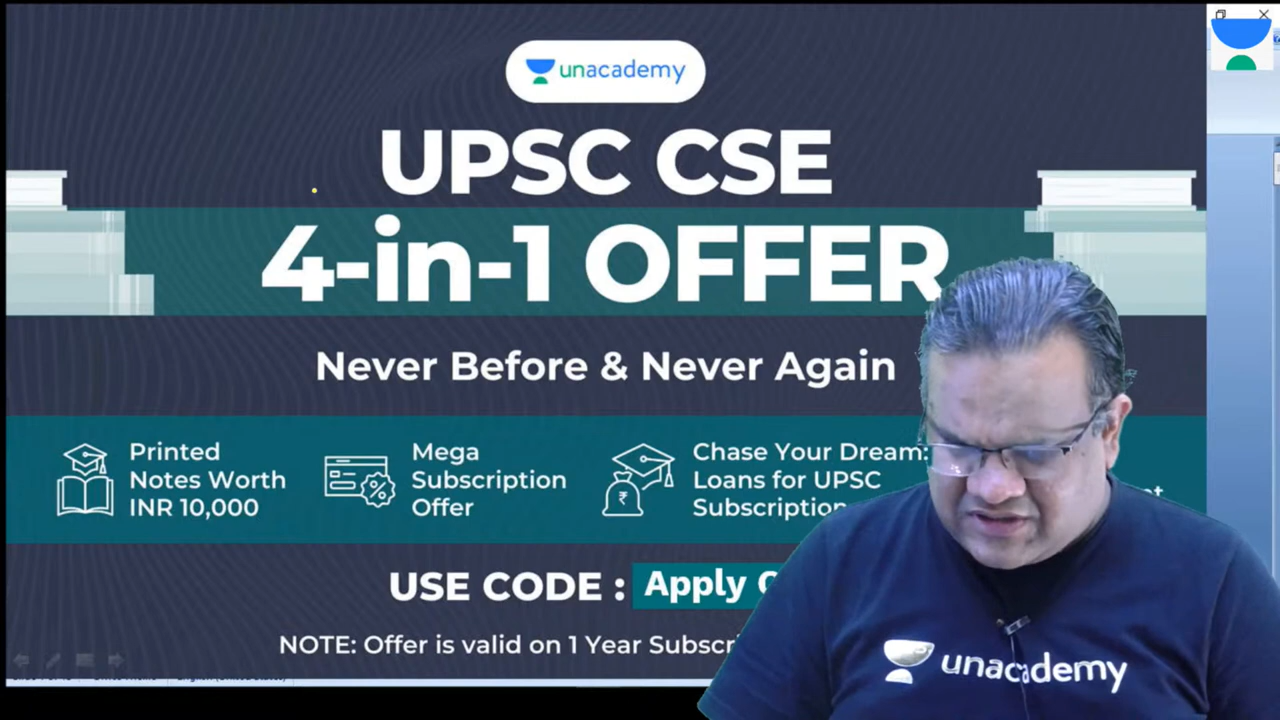 unacademy
UPSC CSE
4-in-1 OFFER
Never Before & Never Again
Printed
Notes Worth
INR 10,000
Mega
Subscription
Offer
Chase Your Dream:
Loans for UPSC
Subscription
USE CODE : Apply
NOTE: Offer is valid on 1 Year
unacademy